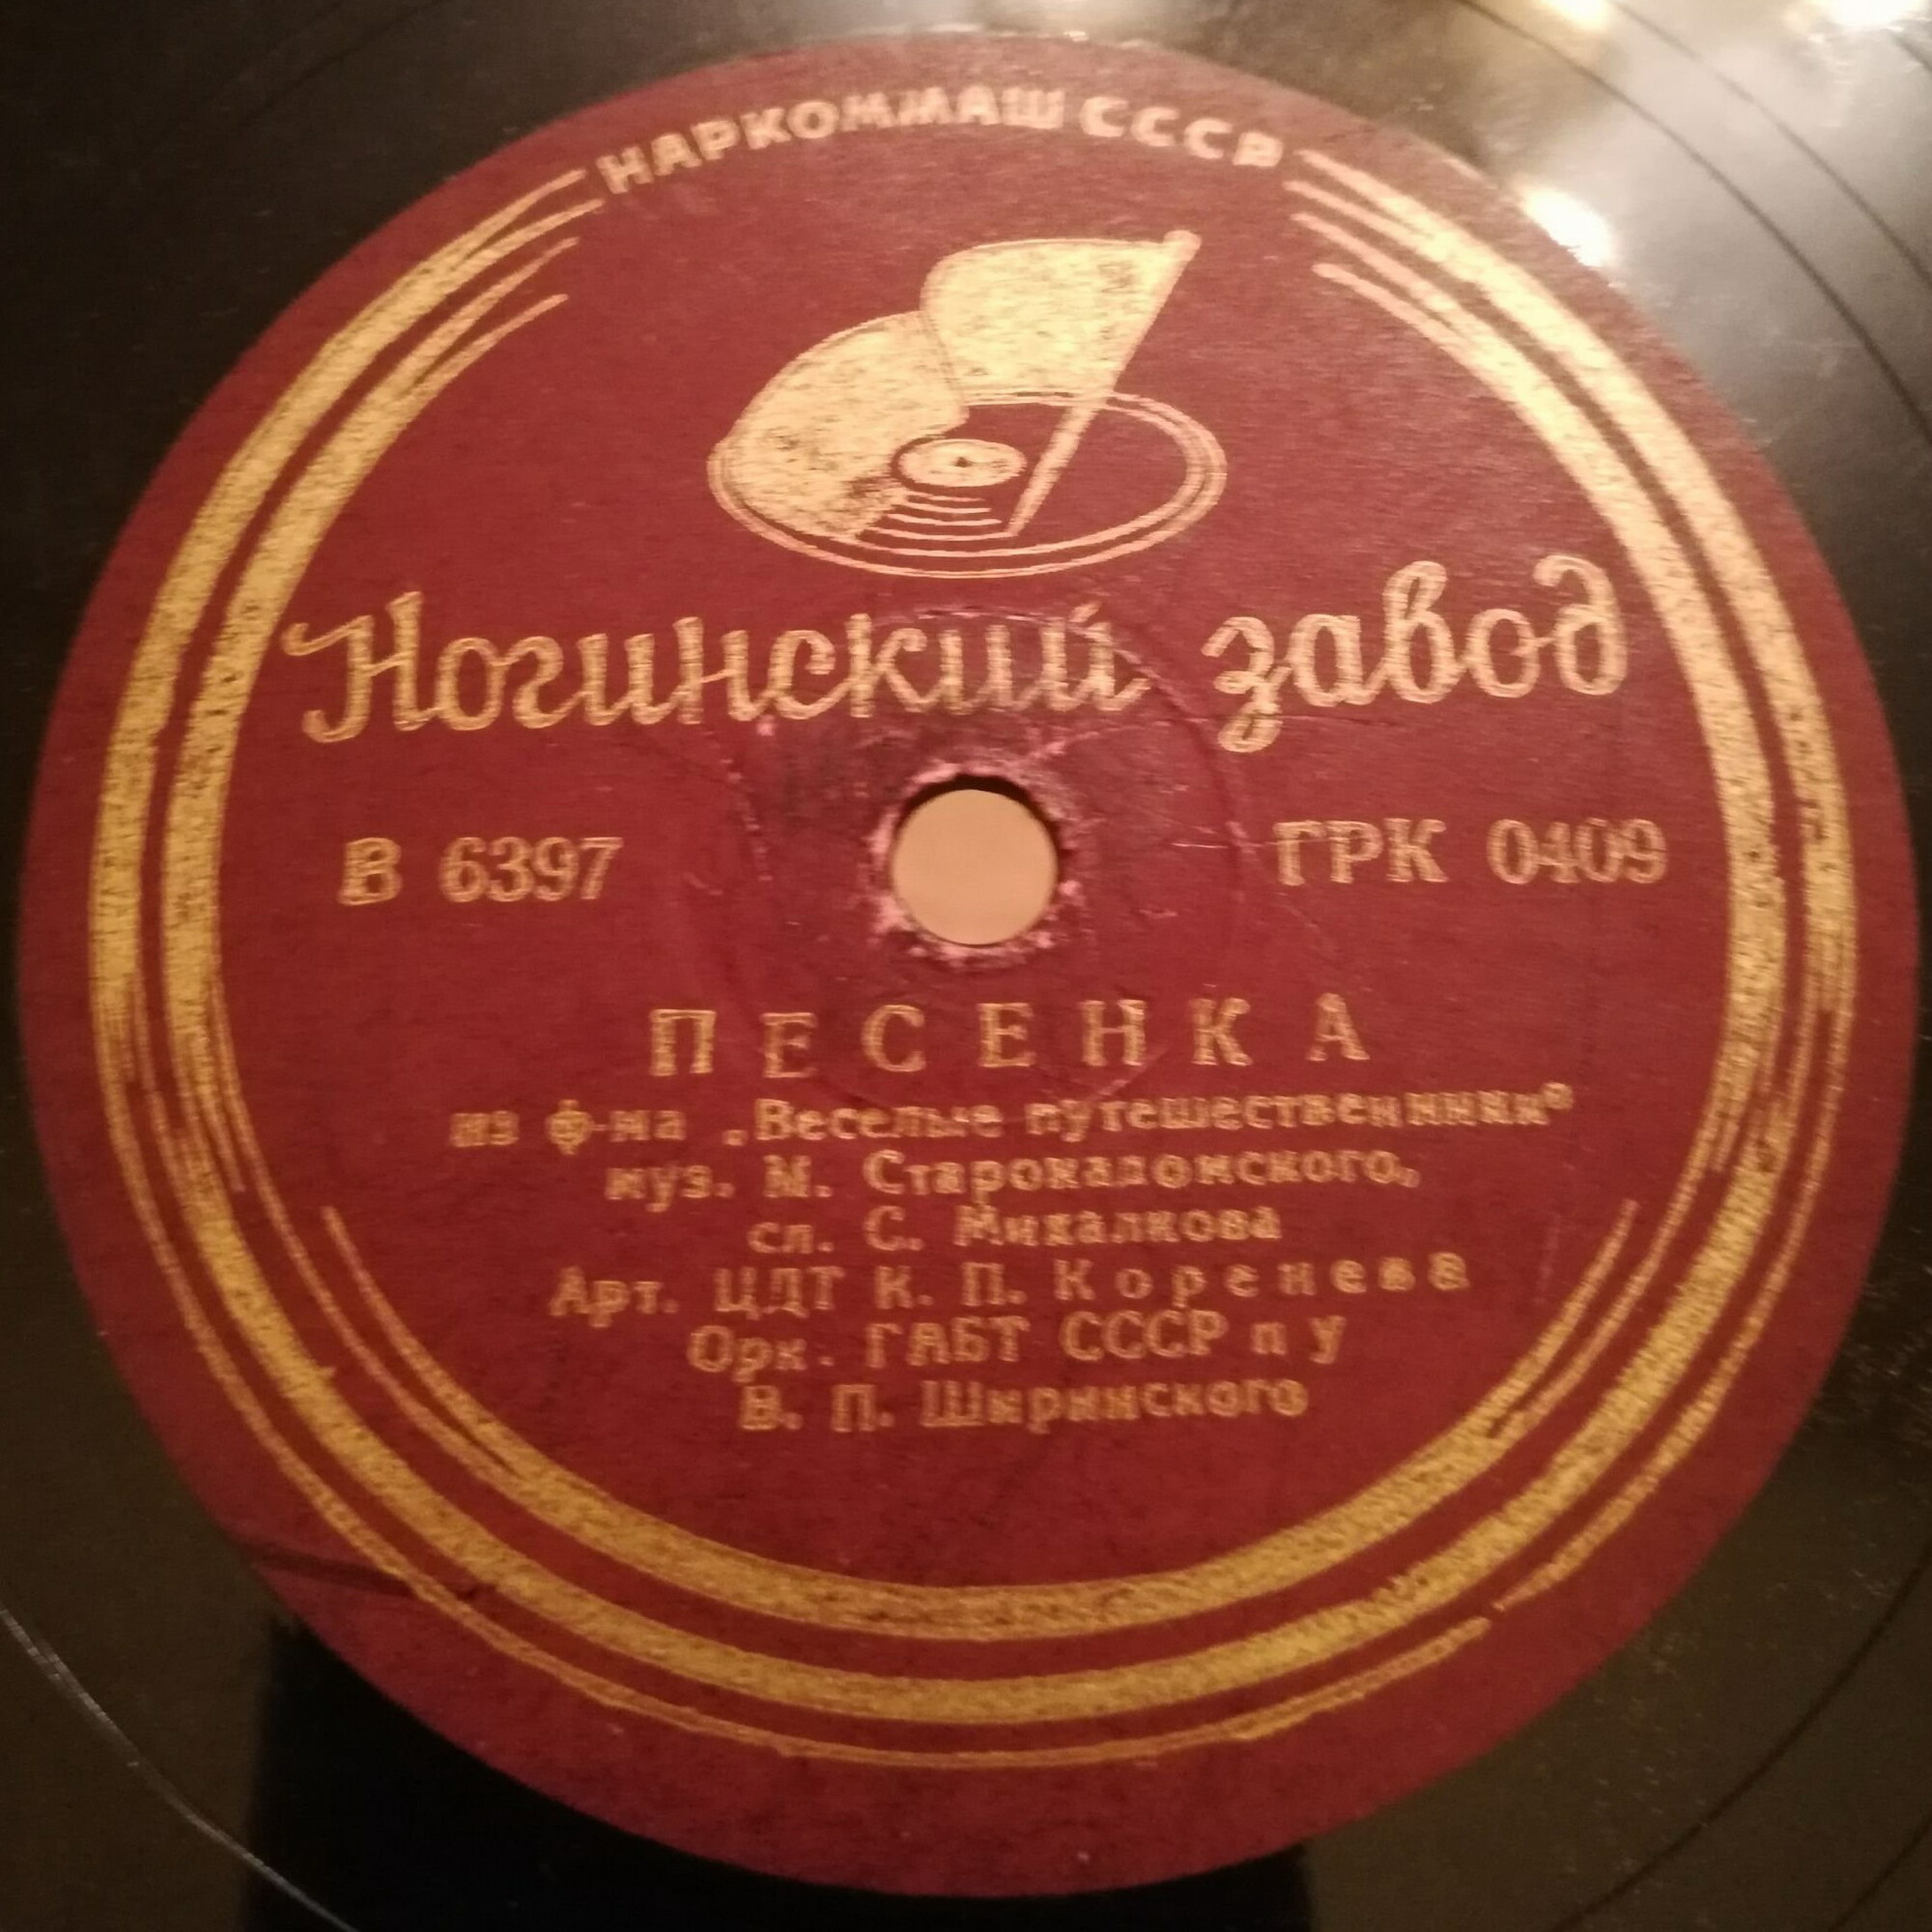 НАРКОММАШ СССР
Ногинский завод
В 6397 ГРК 0409
ПЕСЕНКА
из ф-ма „Веселые путешественники“
муз. М. Старокадомского,
сл. С. Михалкова
Арт. ЦДТ К. П. Коренева
Орк. ГАБТ СССР п у
В. П. Ширинского